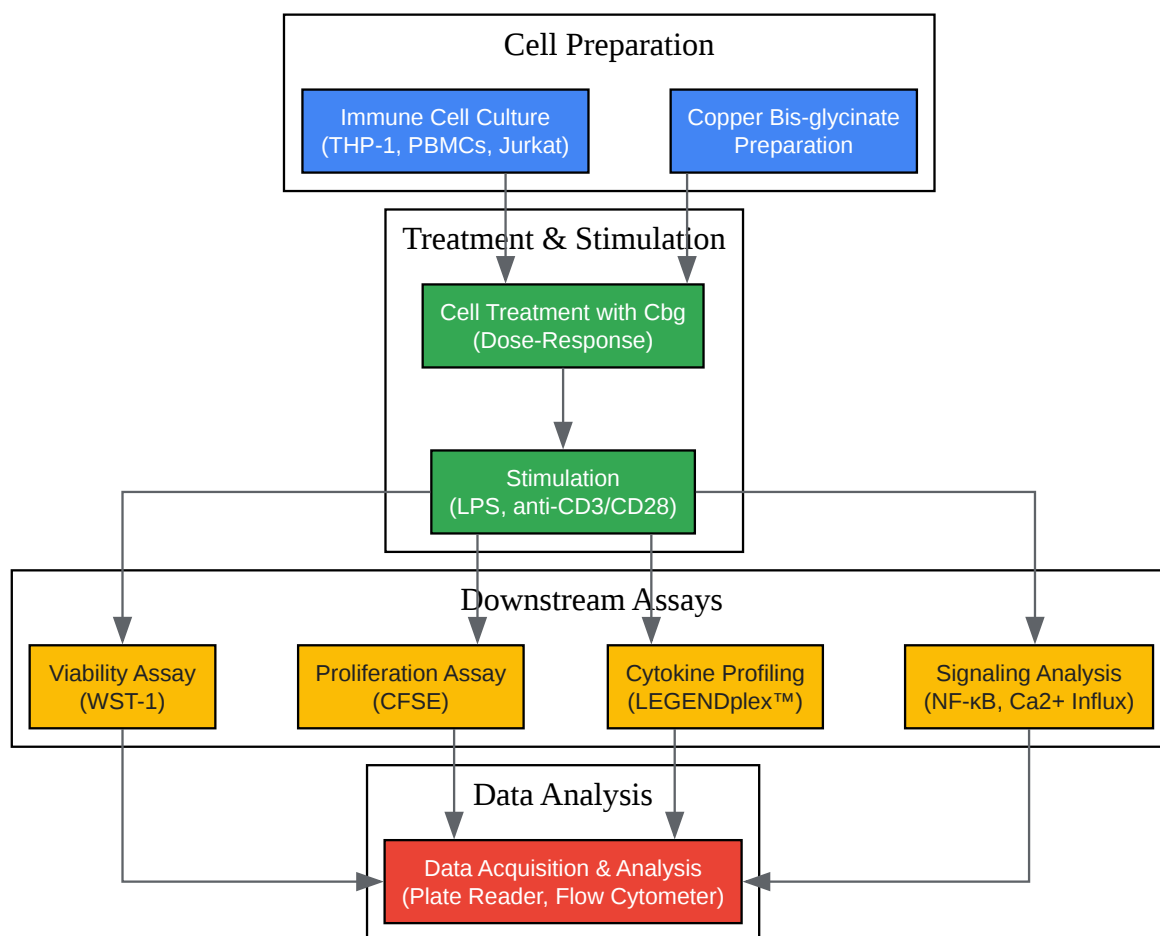 Cell Preparation
Immune Cell Culture
(THP-1, PBMCs, Jurkat)
Copper Bis-glycinate
Preparation
Treatment & Stimulation
Cell Treatment with Cbg
(Dose-Response)
Stimulation
(LPS, anti-CD3/CD28)
Downstream Assays
Viability Assay
(WST-1)
Proliferation Assay
(CFSE)
Cytokine Profiling
(LEGENDplex™)
Signaling Analysis
(NF-κB, Ca2+ Influx)
Data Analysis
Data Acquisition & Analysis
(Plate Reader, Flow Cytometer)